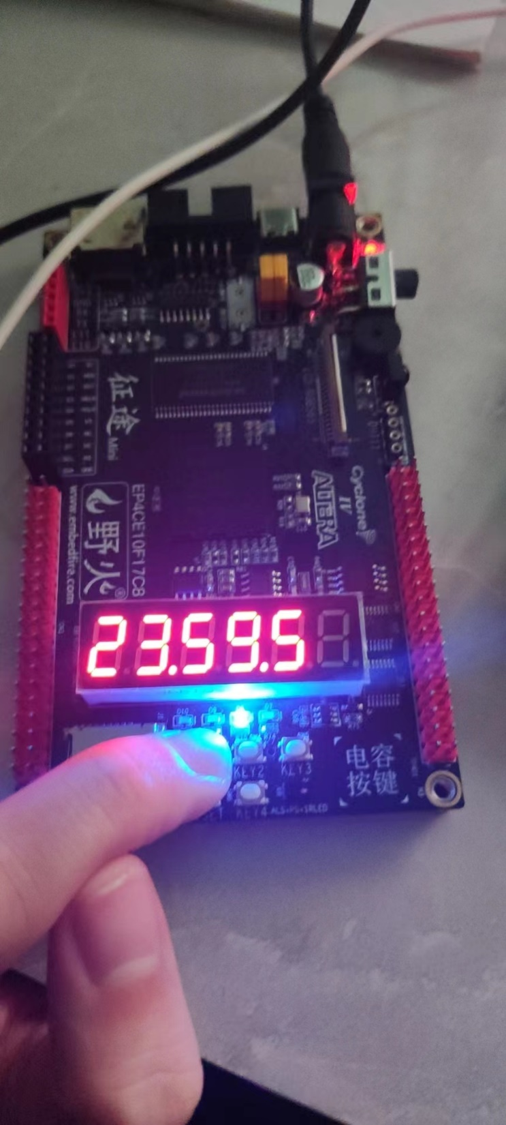 征途 Mini
野火®
www.embedfire.com
EP4CE10F17C8
Cyclone
IV
ALTERA
23.59.5
KEY2
KEY3
KEY4
电容
按键